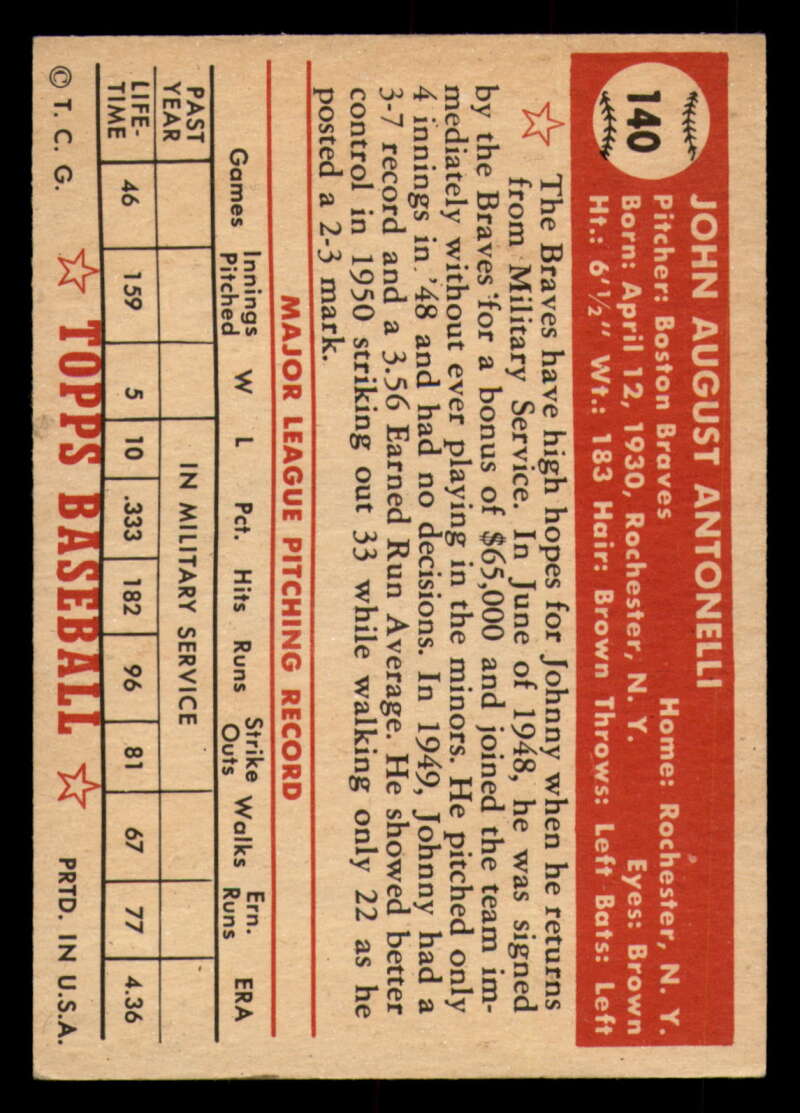 140
JOHN AUGUST ANTONELLI
Pitcher: Boston Braves Home: Rochester, N. Y.
Born: April 12, 1930, Rochester, N. Y. Eyes: Brown
Ht.: 6'1½" Wt.: 183 Hair: Brown Throws: Left Bats: Left
The Braves have high hopes for Johnny when he returns
from Military Service. In June of 1948, he was signed
by the Braves for a bonus of $65,000 and joined the team im-
mediately without ever playing in the minors. He pitched only
4 innings in '48 and had no decisions. In 1949, Johnny had a
3-7 record and a 3.56 Earned Run Average. He showed better
control in 1950 striking out 33 while walking only 22 as he
posted a 2-3 mark.
MAJOR LEAGUE PITCHING RECORD
Games Innings Pitched W L Pct. Hits Runs Strike Outs Walks Ern. Runs ERA
PAST YEAR IN MILITARY SERVICE
LIFE-TIME 46 159 5 10 .333 182 96 81 67 77 4.36
© T. C. G. TOPPS BASEBALL PRTD. IN U.S.A.